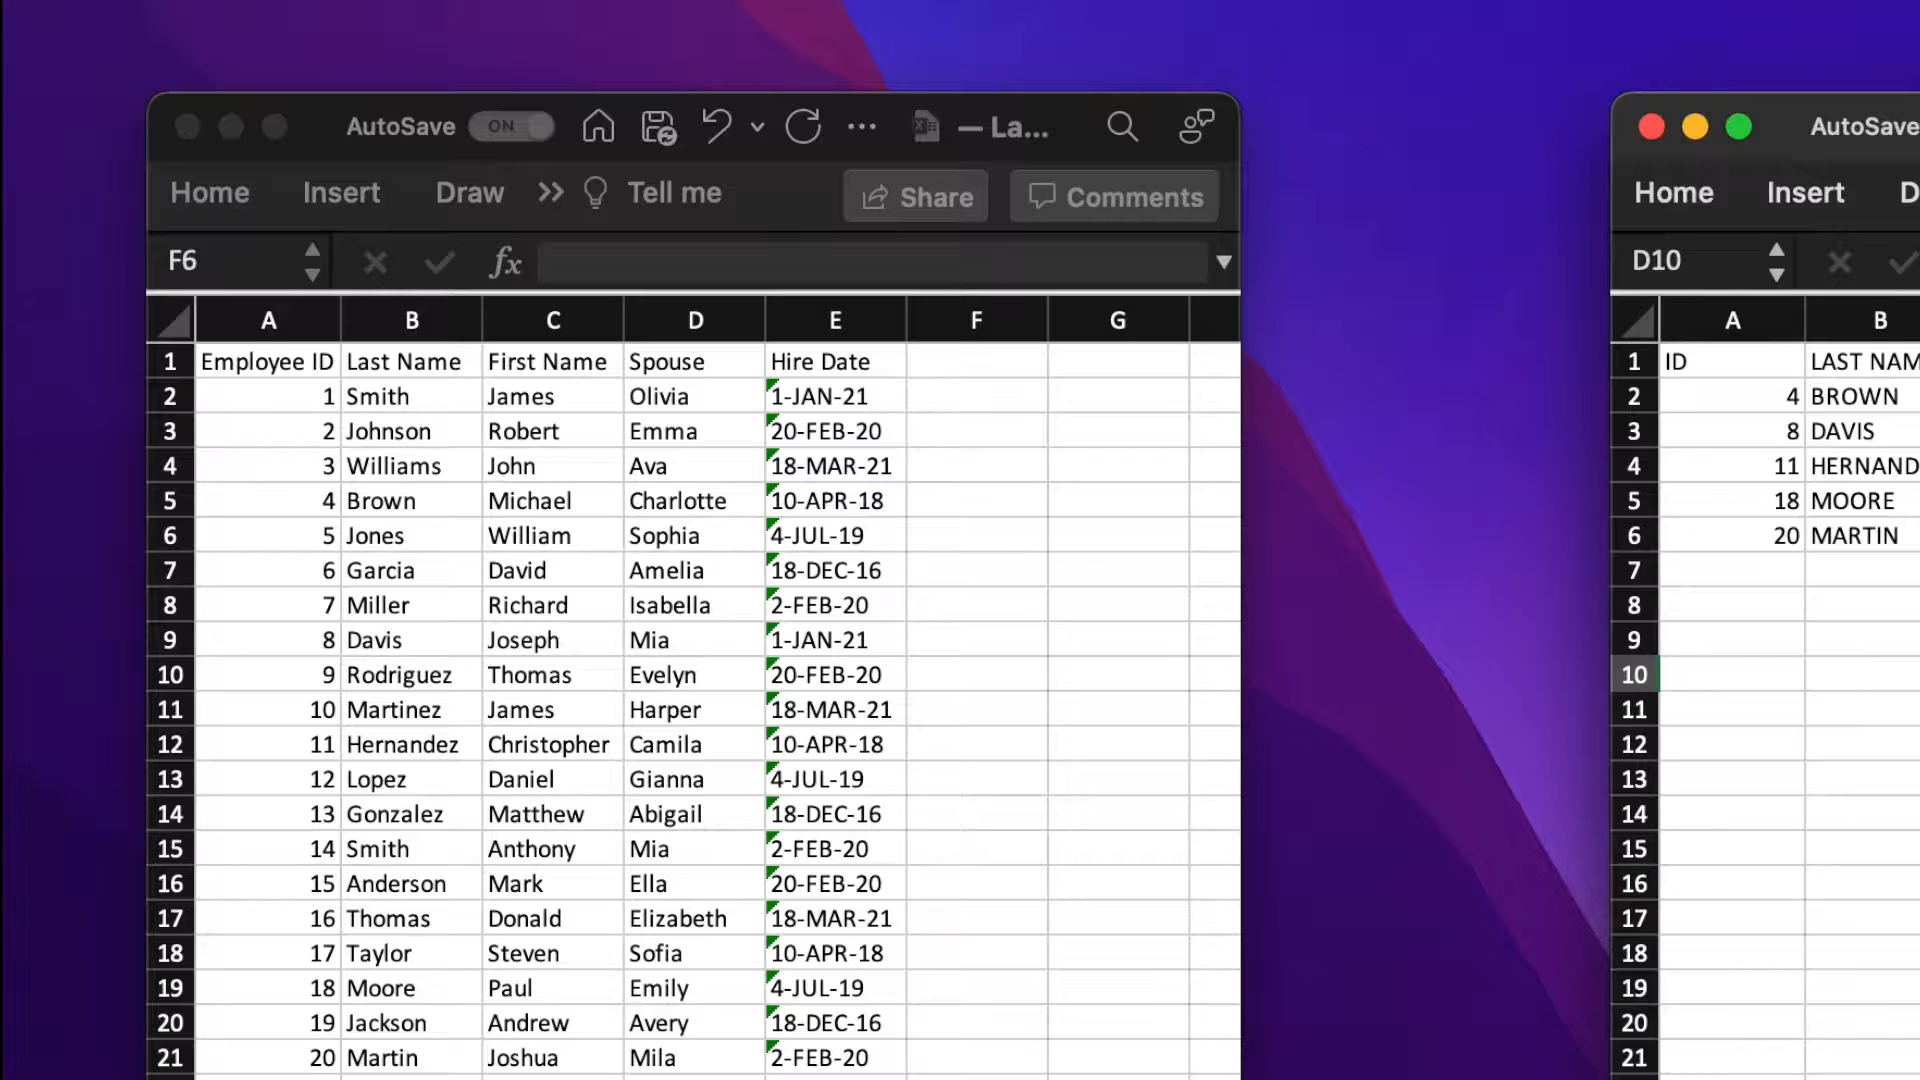 AutoSave ON — La...
Home Insert Draw Tell me Share Comments
F6 fx
A B C D E F G
1 Employee ID Last Name First Name Spouse Hire Date
2 1 Smith James Olivia 1-JAN-21
3 2 Johnson Robert Emma 20-FEB-20
4 3 Williams John Ava 18-MAR-21
5 4 Brown Michael Charlotte 10-APR-18
6 5 Jones William Sophia 4-JUL-19
7 6 Garcia David Amelia 18-DEC-16
8 7 Miller Richard Isabella 2-FEB-20
9 8 Davis Joseph Mia 1-JAN-21
10 9 Rodriguez Thomas Evelyn 20-FEB-20
11 10 Martinez James Harper 18-MAR-21
12 11 Hernandez Christopher Camila 10-APR-18
13 12 Lopez Daniel Gianna 4-JUL-19
14 13 Gonzalez Matthew Abigail 18-DEC-16
15 14 Smith Anthony Mia 2-FEB-20
16 15 Anderson Mark Ella 20-FEB-20
17 16 Thomas Donald Elizabeth 18-MAR-21
18 17 Taylor Steven Sofia 10-APR-18
19 18 Moore Paul Emily 4-JUL-19
20 19 Jackson Andrew Avery 18-DEC-16
21 20 Martin Joshua Mila 2-FEB-20
AutoSave
Home Insert D
D10
A B
1 ID LAST NAM
2 4 BROWN
3 8 DAVIS
4 11 HERNAND
5 18 MOORE
6 20 MARTIN
7
8
9
10
11
12
13
14
15
16
17
18
19
20
21